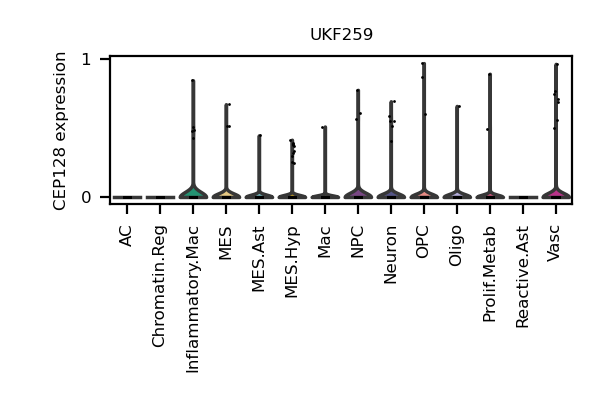 UKF259
CEP128 expression
1
0
AC
Chromatin.Reg
Inflammatory.Mac
MES
MES.Ast
MES.Hyp
Mac
NPC
Neuron
OPC
Oligo
Prolif.Metab
Reactive.Ast
Vasc